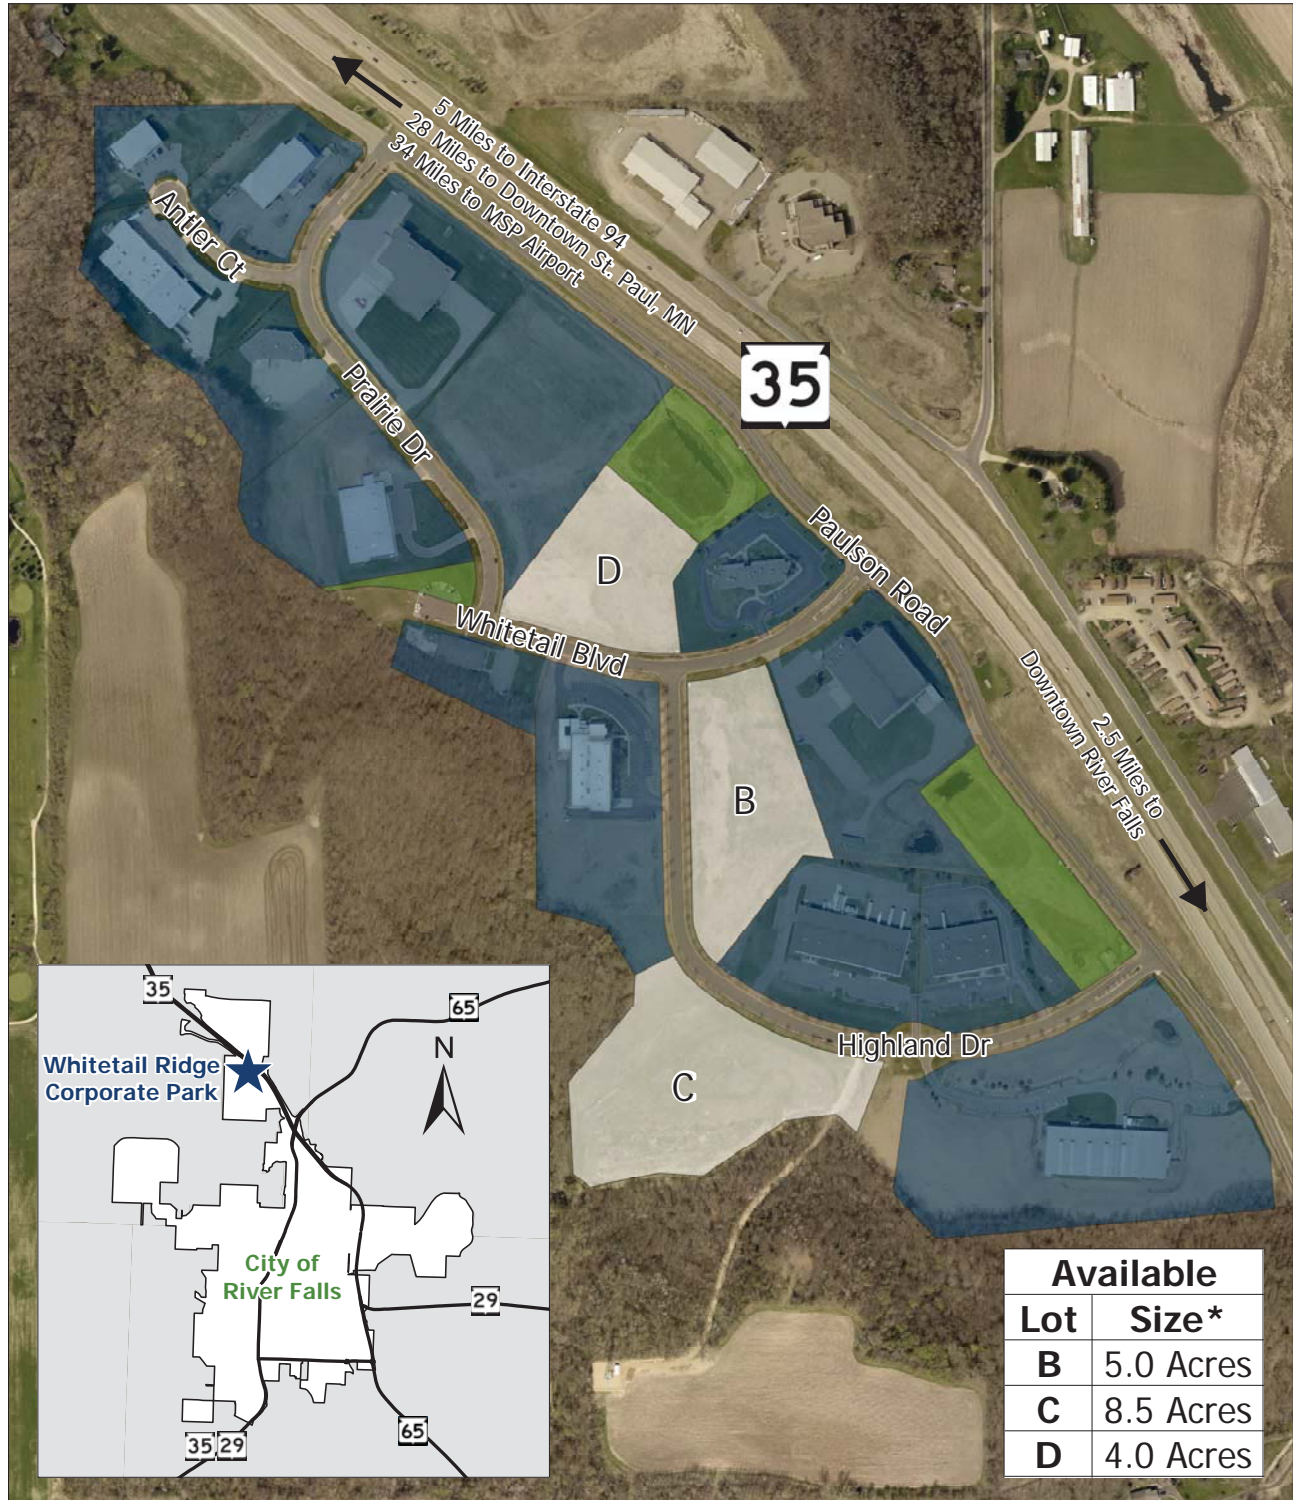 5 Miles to Interstate 94
28 Miles to Downtown St. Paul, MN
34 Miles to MSP Airport
Antler Ct
35
Prairie Dr
Paulson Road
D
Whitetail Blvd
2.5 Miles to
Downtown River Falls
B
Highland Dr
C
35
65
N
Whitetail Ridge
Corporate Park
City of
River Falls
29
65
35 29
Available
Lot Size*
B 5.0 Acres
C 8.5 Acres
D 4.0 Acres